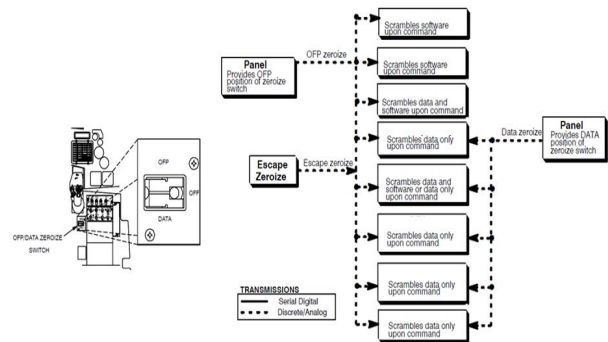 OFP
OFF
DATA
OFP/DATA ZEROIZE
SWITCH
Panel
Provides OFP
position of zeroize
switch
OFP zeroize
Escape
Zeroize
Escape zeroize
TRANSMISSIONS
Serial Digital
Discrete/Analog
Scrambles software
upon command
Scrambles software
upon command
Scrambles data and
software upon command
Scrambles data only
upon command
Scrambles data and
software or data only
upon command
Scrambles data only
upon command
Scrambles data only
upon command
Scrambles data only
upon command
Data zeroize
Panel
Provides DATA
position of
zeroize switch